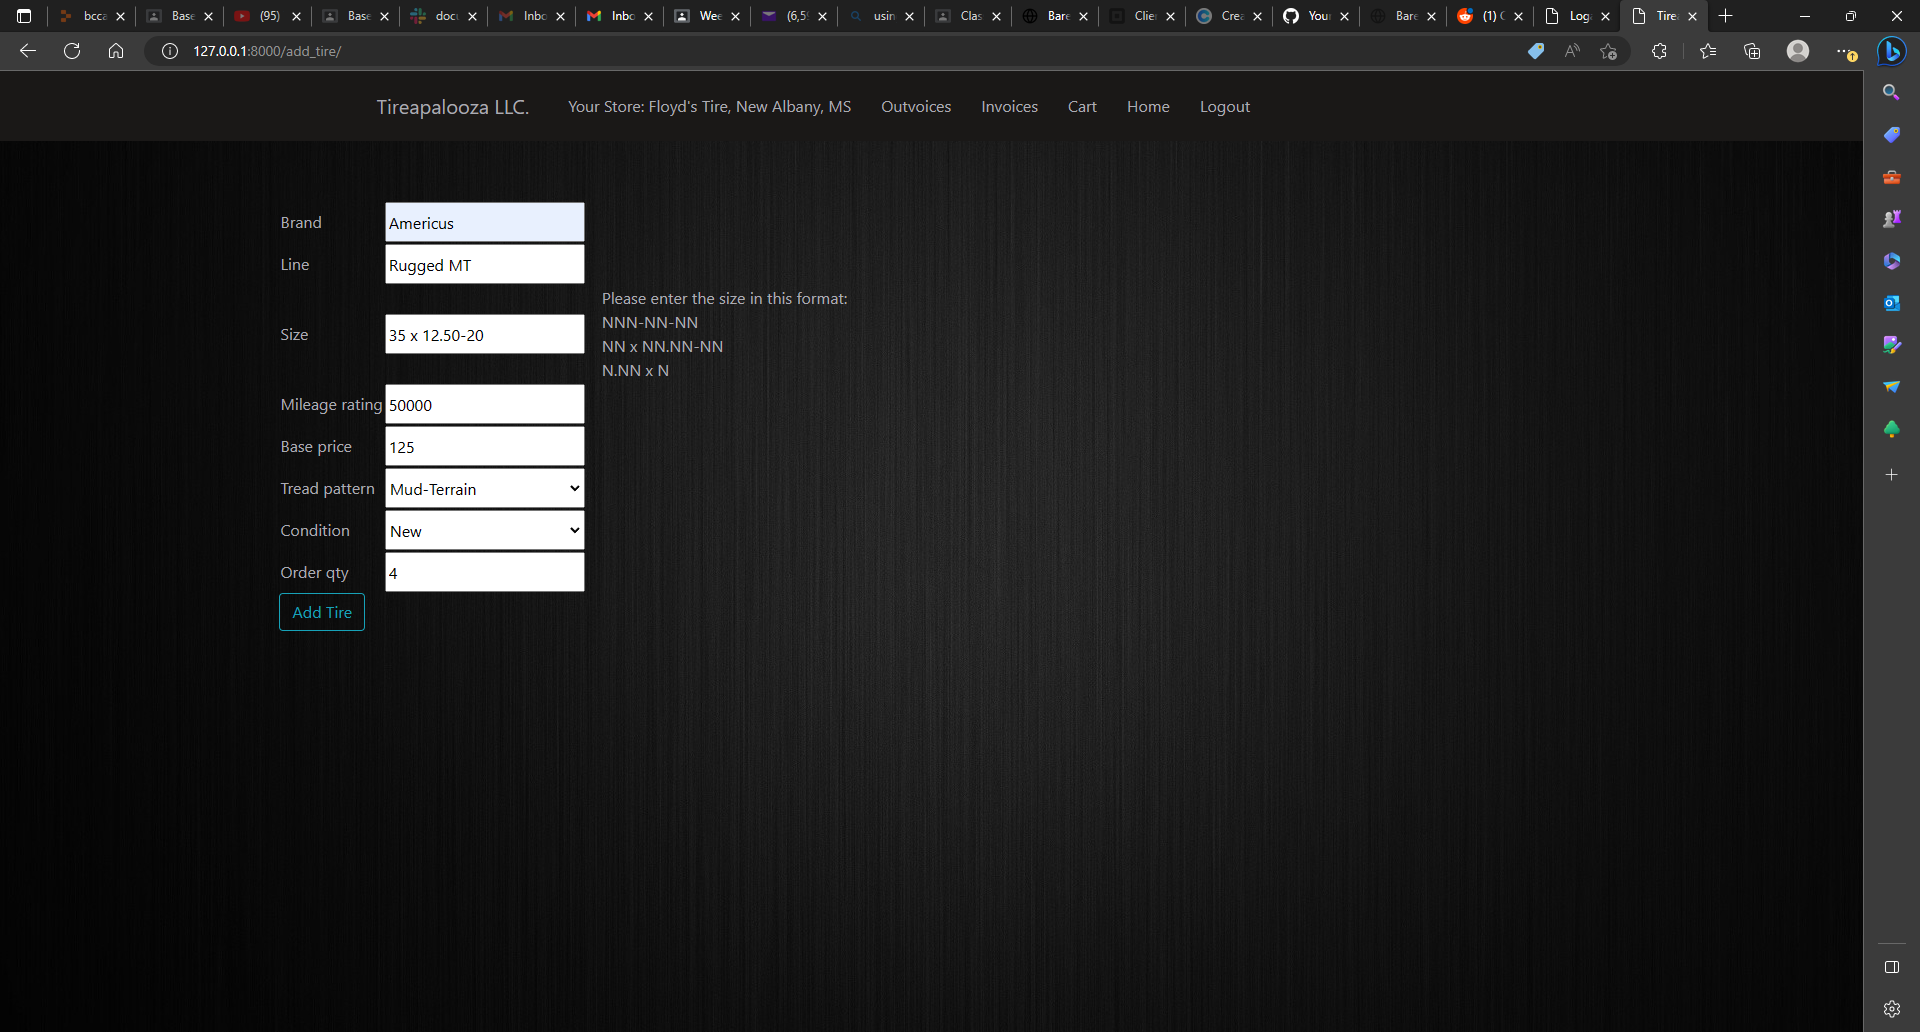 bcca Base (95) Base docu Inbo Inbo Wee (6,5 usin Clas Bare Clie Crea You Bare (1) Log Tire
127.0.0.1:8000/add_tire/
Tireapalooza LLC. Your Store: Floyd's Tire, New Albany, MS Outvoices Invoices Cart Home Logout
Brand Americus
Line Rugged MT
Please enter the size in this format:
NNN-NN-NN
Size 35 x 12.50-20
NN x NN.NN-NN
N.NN x N
Mileage rating 50000
Base price 125
Tread pattern Mud-Terrain
Condition New
Order qty 4
Add Tire